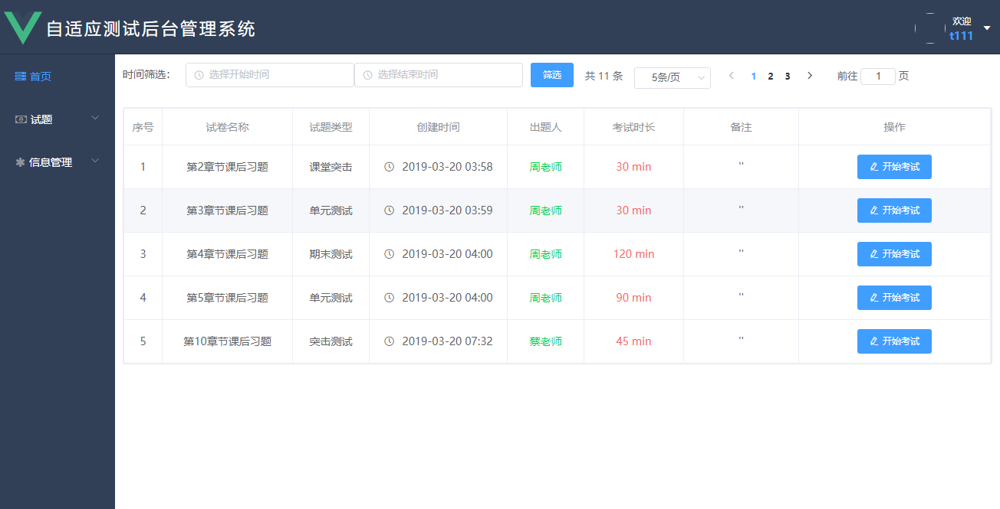 自适应测试后台管理系统
欢迎
t111
首页
试题
信息管理
时间筛选： 选择开始时间 选择结束时间 筛选 共 11 条 5条/页 1 2 3 前往 1 页
序号 试卷名称 试题类型 创建时间 出题人 考试时长 备注 操作
1 第2章节课后习题 课堂突击 2019-03-20 03:58 周老师 30 min '' 开始考试
2 第3章节课后习题 单元测试 2019-03-20 03:59 周老师 30 min '' 开始考试
3 第4章节课后习题 期末测试 2019-03-20 04:00 周老师 120 min '' 开始考试
4 第5章节课后习题 单元测试 2019-03-20 04:00 周老师 90 min '' 开始考试
5 第10章节课后习题 突击测试 2019-03-20 07:32 蔡老师 45 min '' 开始考试